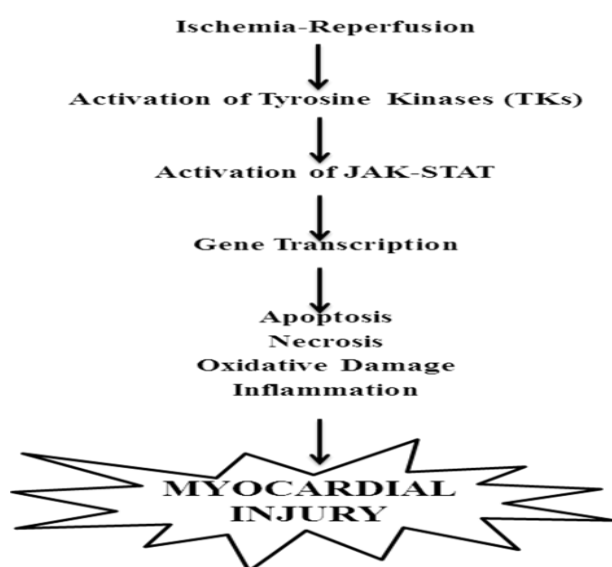 Ischemia-Reperfusion
Activation of Tyrosine Kinases (TKs)
Activation of JAK-STAT
Gene Transcription
Apoptosis
Necrosis
Oxidative Damage
Inflammation
MYOCARDIAL
INJURY